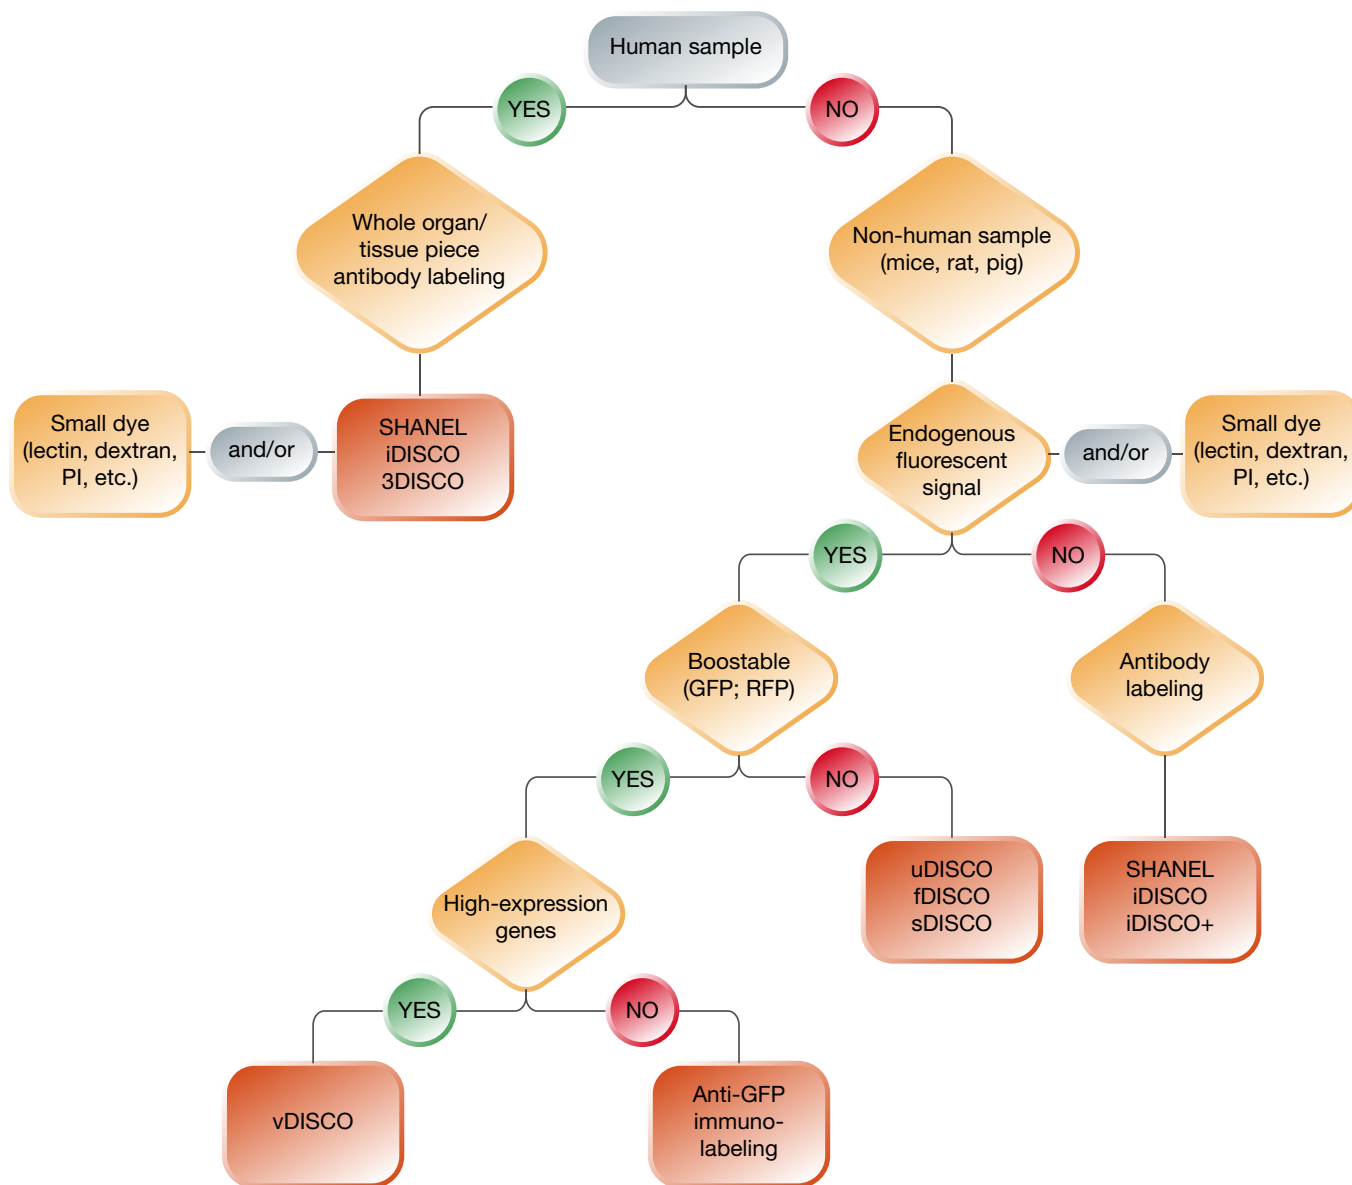 Human sample
YES
NO
Whole organ/
tissue piece
antibody labeling
Non-human sample
(mice, rat, pig)
Small dye
(lectin, dextran,
PI, etc.)
and/or
SHANEL
iDISCO
3DISCO
Endogenous
fluorescent
signal
and/or
Small dye
(lectin, dextran,
PI, etc.)
YES
NO
Boostable
(GFP; RFP)
Antibody
labeling
YES
NO
High-expression
genes
uDISCO
fDISCO
sDISCO
SHANEL
iDISCO
iDISCO+
YES
NO
vDISCO
Anti-GFP
immuno-
labeling